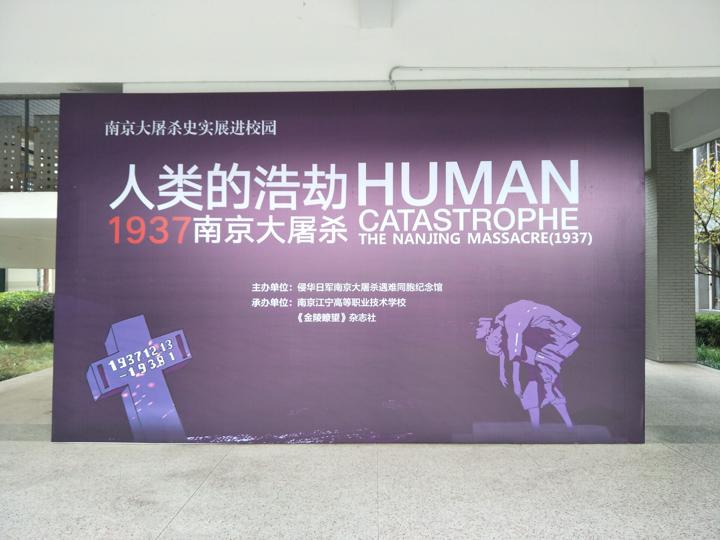 南京大屠杀史实展进校园
人类的浩劫 HUMAN
1937南京大屠杀 CATASTROPHE
THE NANJING MASSACRE(1937)
主办单位：侵华日军南京大屠杀遇难同胞纪念馆
承办单位：南京江宁高等职业技术学校
《金陵瞭望》杂志社
19371213
-1938 1